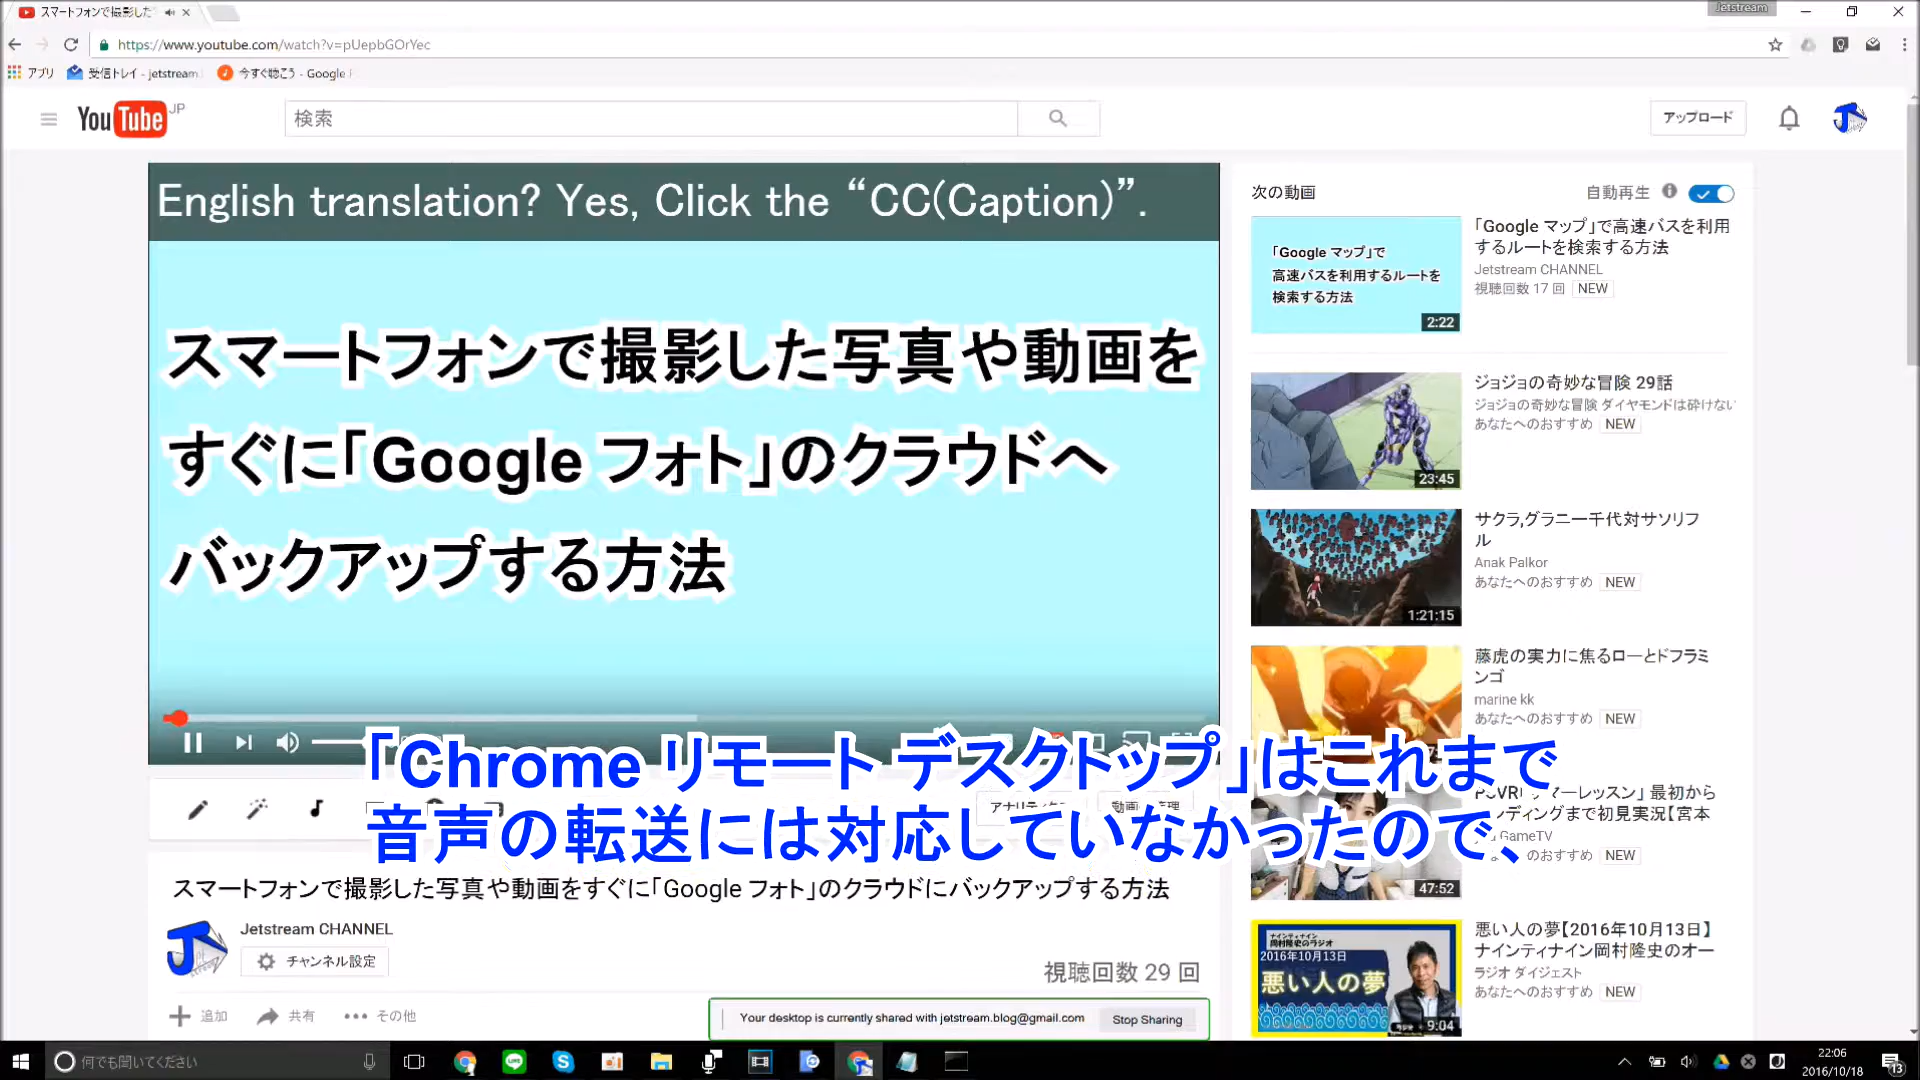 スマートフォンで撮影した
Jetstream
https://www.youtube.com/watch?v=pUepbGOrYec
アプリ 受信トレイ - jetstream. 今すぐ聴こう - Google
YouTube JP
検索
アップロード
English translation? Yes, Click the “CC(Caption)”.
スマートフォンで撮影した写真や動画を
すぐに「Google フォト」のクラウドへ
バックアップする方法
「Chrome リモート デスクトップ」はこれまで
音声の転送には対応していなかったので、
スマートフォンで撮影した写真や動画をすぐに「Google フォト」のクラウドにバックアップする方法
Jetstream CHANNEL
チャンネル設定
視聴回数 29 回
追加 共有 その他
Your desktop is currently shared with jetstream.blog@gmail.com Stop Sharing
次の動画 自動再生
「Google マップ」で
高速バスを利用するルートを
検索する方法
2:22
「Google マップ」で高速バスを利用
するルートを検索する方法
Jetstream CHANNEL
視聴回数 17 回 NEW
23:45
ジョジョの奇妙な冒険 29話
ジョジョの奇妙な冒険 ダイヤモンドは砕けない
あなたへのおすすめ NEW
1:21:15
サクラ,グラニー千代対サソリフ
ル
Anak Palkor
あなたへのおすすめ NEW
藤虎の実力に焦るローとドフラミ
ンゴ
marine kk
あなたへのおすすめ NEW
レッスン」 最初から
ンディングまで初見実況【宮本
GameTV
のおすすめ NEW
47:52
ナインティナイン
岡村隆史のラジオ
2016年10月13日
悪い人の夢
9:04
悪い人の夢【2016年10月13日】
ナインティナイン岡村隆史のオー
ラジオ ダイジェスト
あなたへのおすすめ NEW
何でも聞いてください
22:06
2016/10/18
13